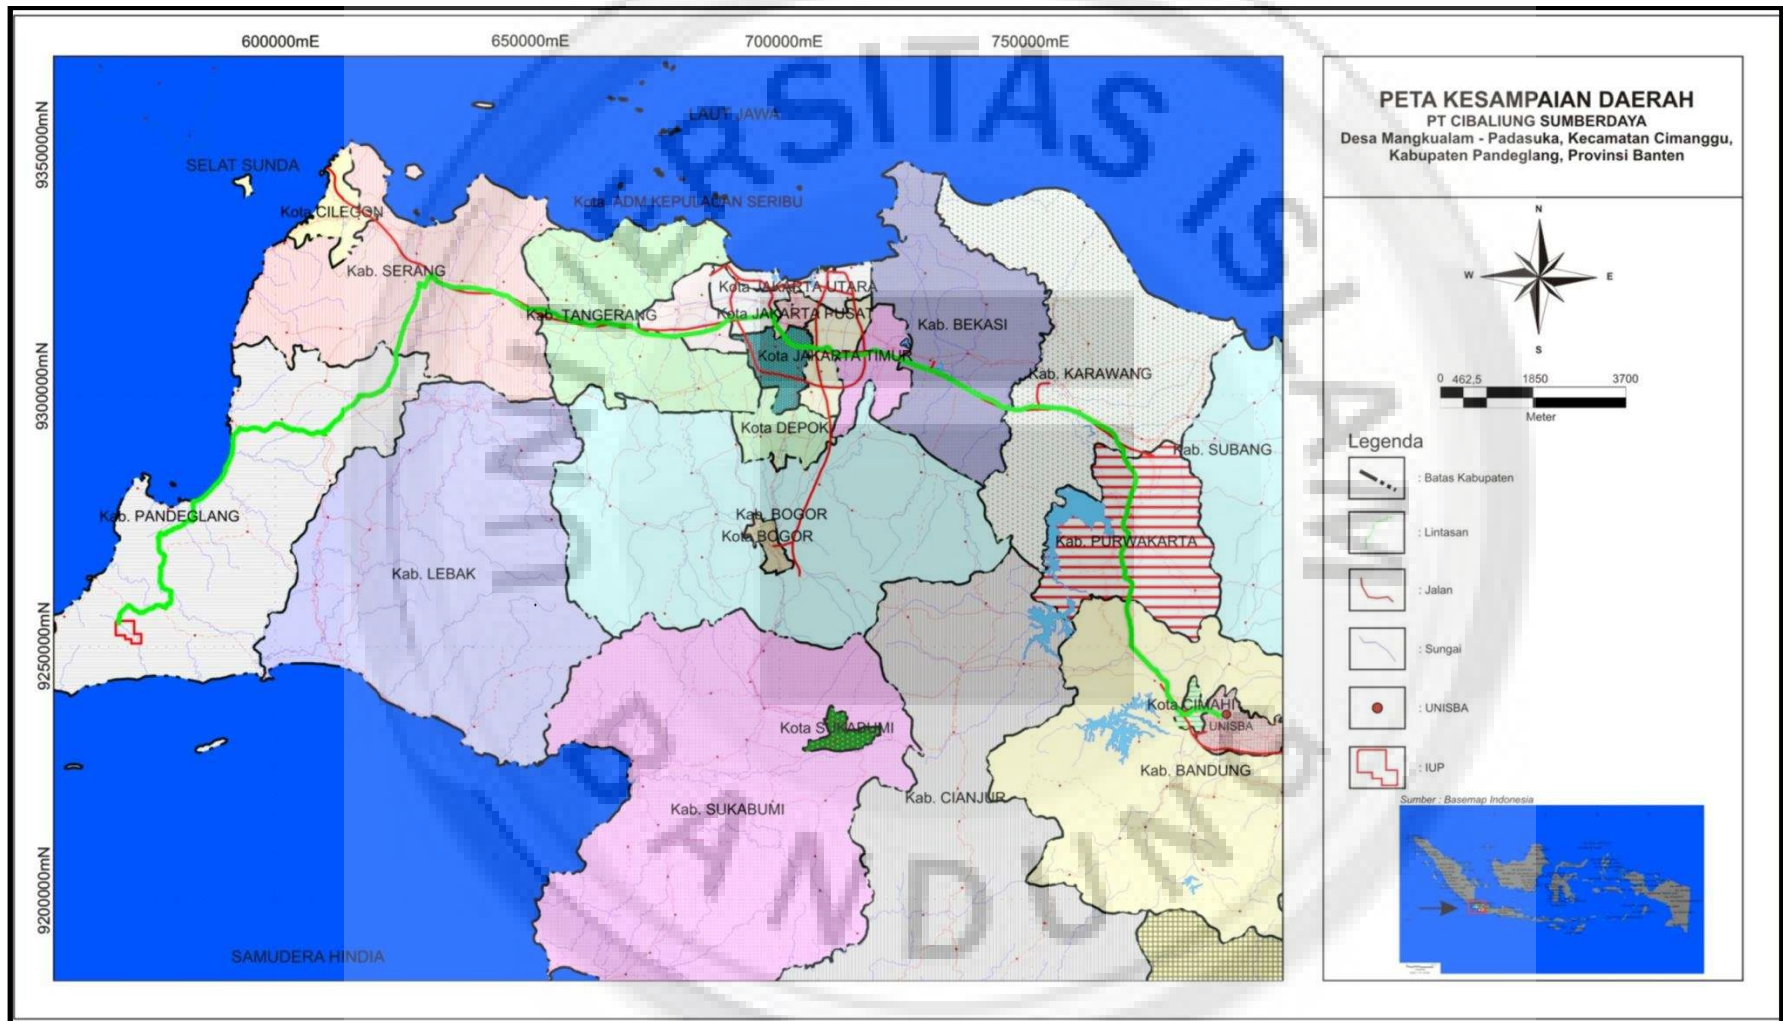 600000mE 650000mE 700000mE 750000mE
9350000mN
9300000mN
9250000mN
9200000mN
UNIVERSITAS ISLAM
BANDUNG
LAUT JAWA
SELAT SUNDA
Kota ADM KEPULAUAN SERIBU
Kota CILEGON
Kab. SERANG
Kota JAKARTA UTARA
Kab. TANGERANG
Kota JAKARTA PUSAT
Kab. BEKASI
Kota JAKARTA TIMUR
Kab. KARAWANG
Kota DEPOK
Kab. SUBANG
Kab. PANDEGLANG
Kab. BOGOR
Kota BOGOR
Kab. PURWAKARTA
Kab. LEBAK
Kota CIMAHI
UNISBA
Kota SUKABUMI
Kab. BANDUNG
Kab. SUKABUMI
Kab. CIANJUR
SAMUDERA HINDIA
PETA KESAMPAIAN DAERAH
PT CIBALIUNG SUMBERDAYA
Desa Mangkualam - Padasuka, Kecamatan Cimanggu,
Kabupaten Pandeglang, Provinsi Banten
N
W E
S
0 462,5 1850 3700
Meter
Legenda
: Batas Kabupaten
: Lintasan
: Jalan
: Sungai
: UNISBA
: IUP
Sumber : Basemap Indonesia